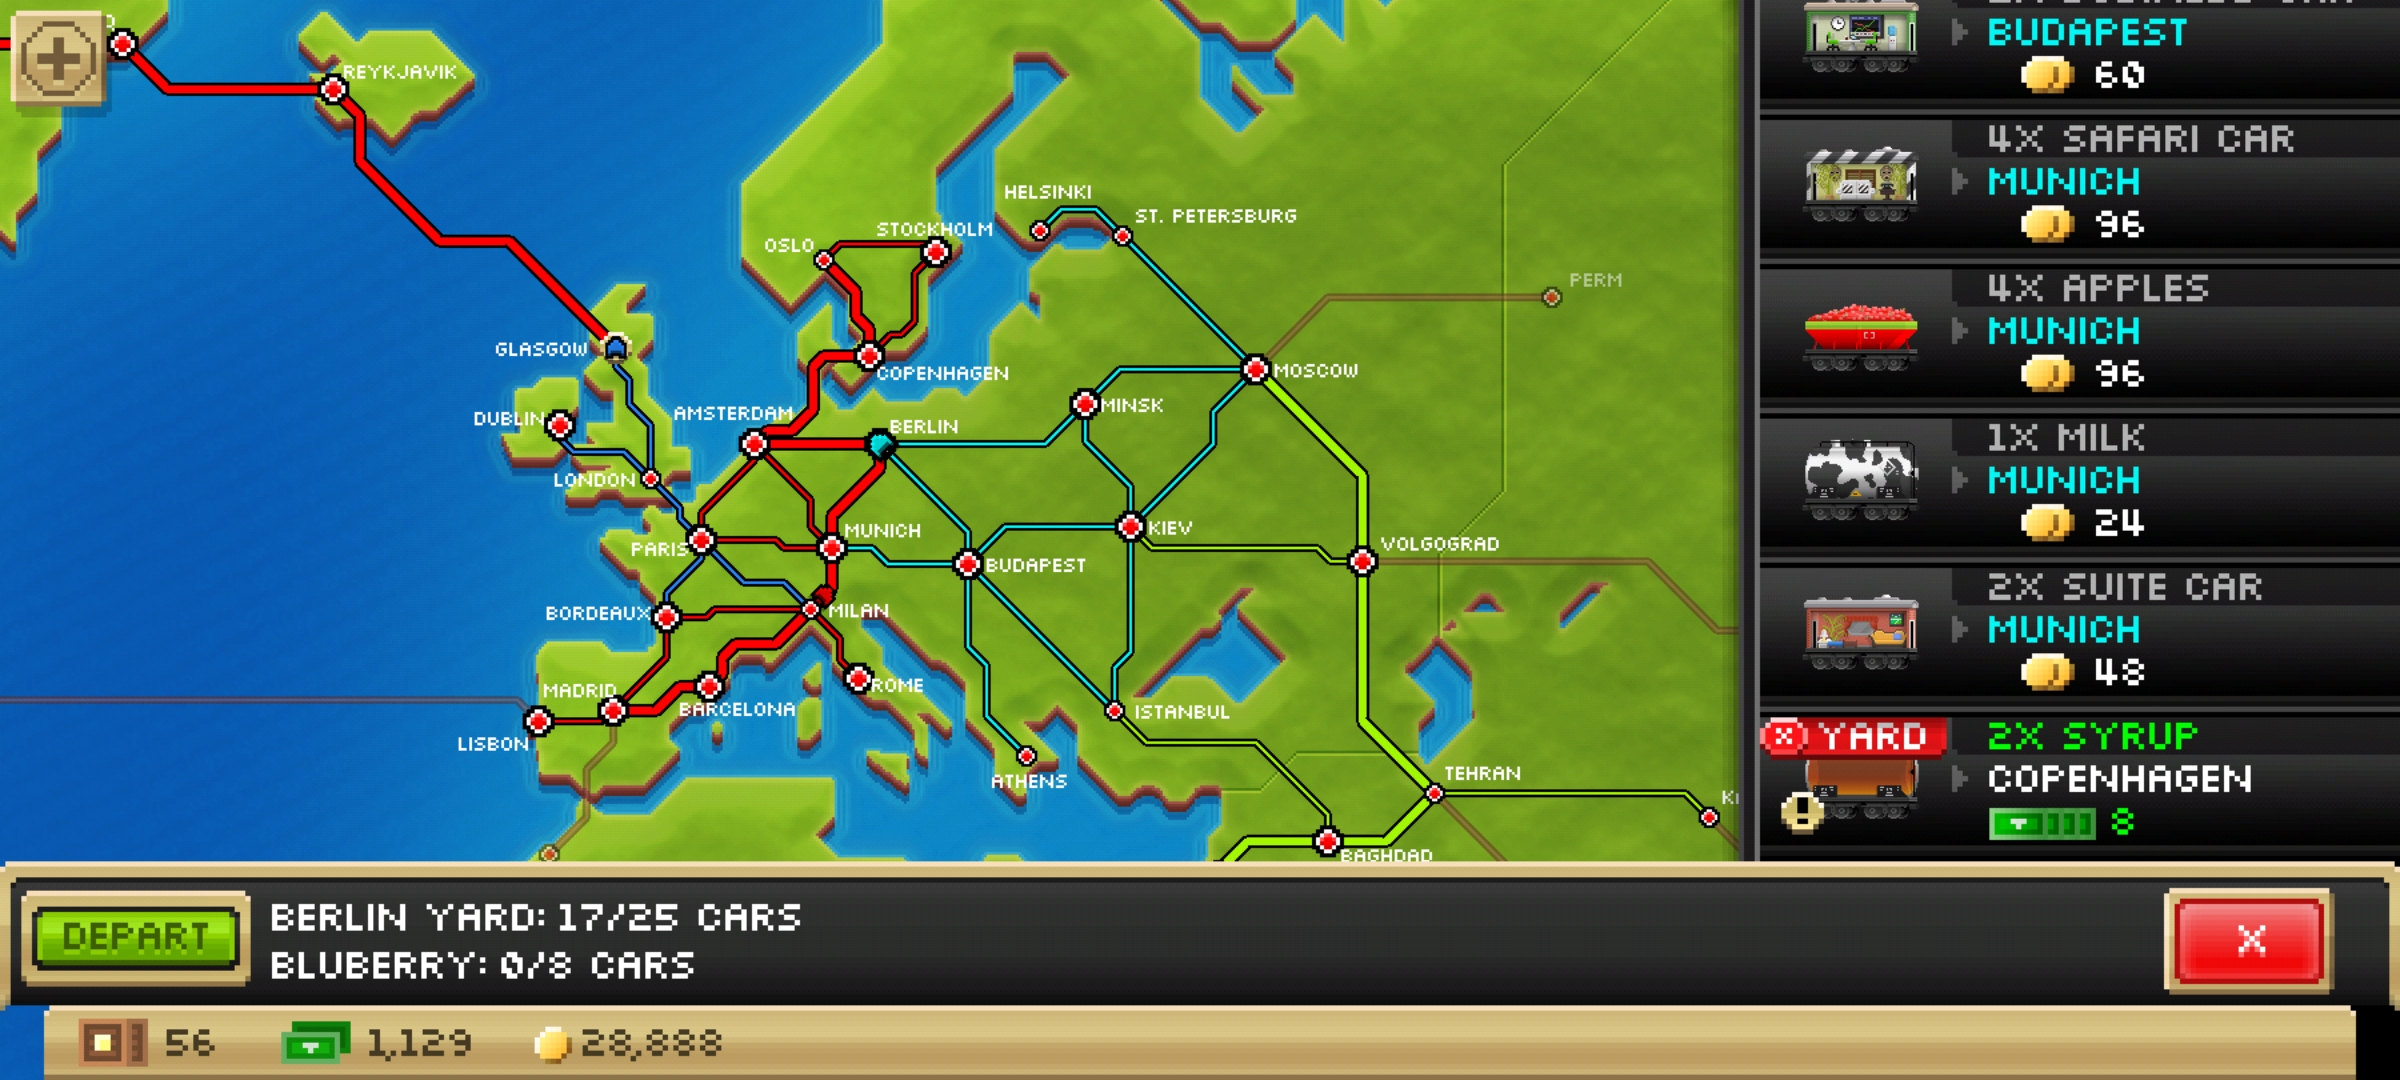 REYKJAVIK
HELSINKI
ST. PETERSBURG
STOCKHOLM
OSLO
PERM
GLASGOW
COPENHAGEN
MOSCOW
DUBLIN
AMSTERDAM
BERLIN
MINSK
LONDON
MUNICH
KIEV
PARIS
BUDAPEST
VOLGOGRAD
BORDEAUX
MILAN
MADRID
ROME
BARCELONA
ISTANBUL
LISBON
ATHENS
TEHRAN
BAGHDAD
BUDAPEST
60
4X SAFARI CAR
MUNICH
96
4X APPLES
MUNICH
96
1X MILK
MUNICH
24
2X SUITE CAR
MUNICH
48
X YARD
2X SYRUP
COPENHAGEN
8
DEPART
BERLIN YARD: 17/25 CARS
BLUBERRY: 0/8 CARS
X
56
1,129
28,888